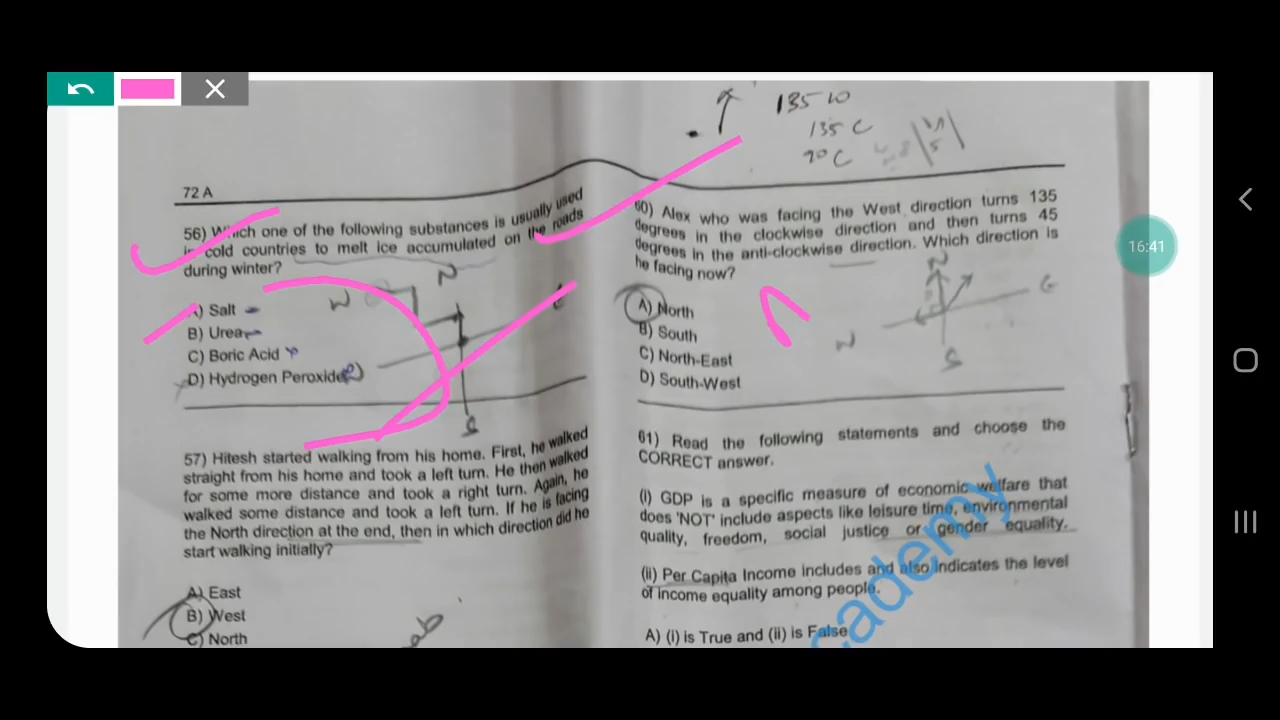 135 10
135 C
90 C
72 A
56) Which one of the following substances is usually used
in cold countries to melt ice accumulated on the roads
during winter?
A) Salt
B) Urea
C) Boric Acid
D) Hydrogen Peroxide
N
W
S
57) Hitesh started walking from his home. First, he walked
straight from his home and took a left turn. He then walked
for some more distance and took a right turn. Again, he
walked some distance and took a left turn. If he is facing
the North direction at the end, then in which direction did he
start walking initially?
A) East
B) West
C) North
60) Alex who was facing the West direction turns 135
degrees in the clockwise direction and then turns 45
degrees in the anti-clockwise direction. Which direction is
he facing now?
A) North
B) South
C) North-East
D) South-West
N
W
S
61) Read the following statements and choose the
CORRECT answer.
(i) GDP is a specific measure of economic welfare that
does 'NOT' include aspects like leisure time, environmental
quality, freedom, social justice or gender equality.
(ii) Per Capita Income includes and also indicates the level
of income equality among people.
A) (i) is True and (ii) is False
cademy
16:41